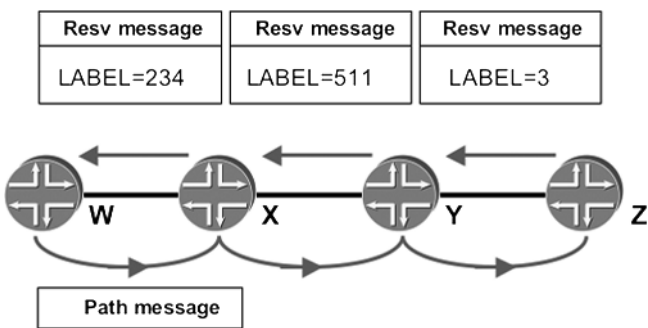 Resv message
LABEL=234
Resv message
LABEL=511
Resv message
LABEL=3
W
X
Y
Z
Path message